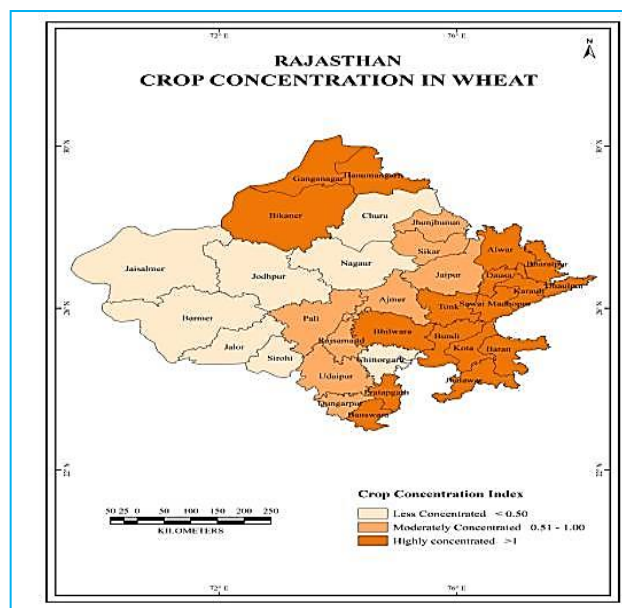 72° E 76° E
N
RAJASTHAN
CROP CONCENTRATION IN WHEAT
Ganganagar
Hanumangarh
Bikaner
Churu
Jhunjhunun
Sikar
Alwar
Jaisalmer
Jodhpur
Nagaur
Jaipur
Dausa
Bharatpur
Karauli
Dhaulpur
Ajmer
Tonk
Sawai Madhopur
Barmer
Pali
Rajsamand
Bhilwara
Bundi
Kota
Baran
Jalor
Sirohi
Chittorgarh
Udaipur
Jhalawar
Pratapgarh
Dungarpur
Banswara
Crop Concentration Index
Less Concentrated < 0.50
Moderately Concentrated 0.51 - 1.00
Highly concentrated >1
50 25 0 50 100 150 200 250
KILOMETERS
72° E 76° E